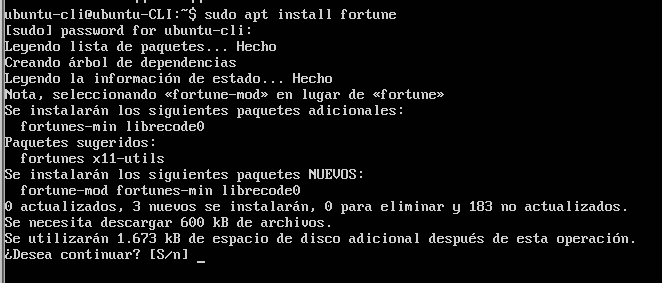 ubuntu-cli@ubuntu-CLI:~$ sudo apt install fortune
[sudo] password for ubuntu-cli:
Leyendo lista de paquetes... Hecho
Creando árbol de dependencias
Leyendo la información de estado... Hecho
Nota, seleccionando «fortune-mod» en lugar de «fortune»
Se instalarán los siguientes paquetes adicionales:
  fortunes-min librecode0
Paquetes sugeridos:
  fortunes x11-utils
Se instalarán los siguientes paquetes NUEVOS:
  fortune-mod fortunes-min librecode0
0 actualizados, 3 nuevos se instalarán, 0 para eliminar y 183 no actualizados.
Se necesita descargar 600 kB de archivos.
Se utilizarán 1.673 kB de espacio de disco adicional después de esta operación.
¿Desea continuar? [S/n] _